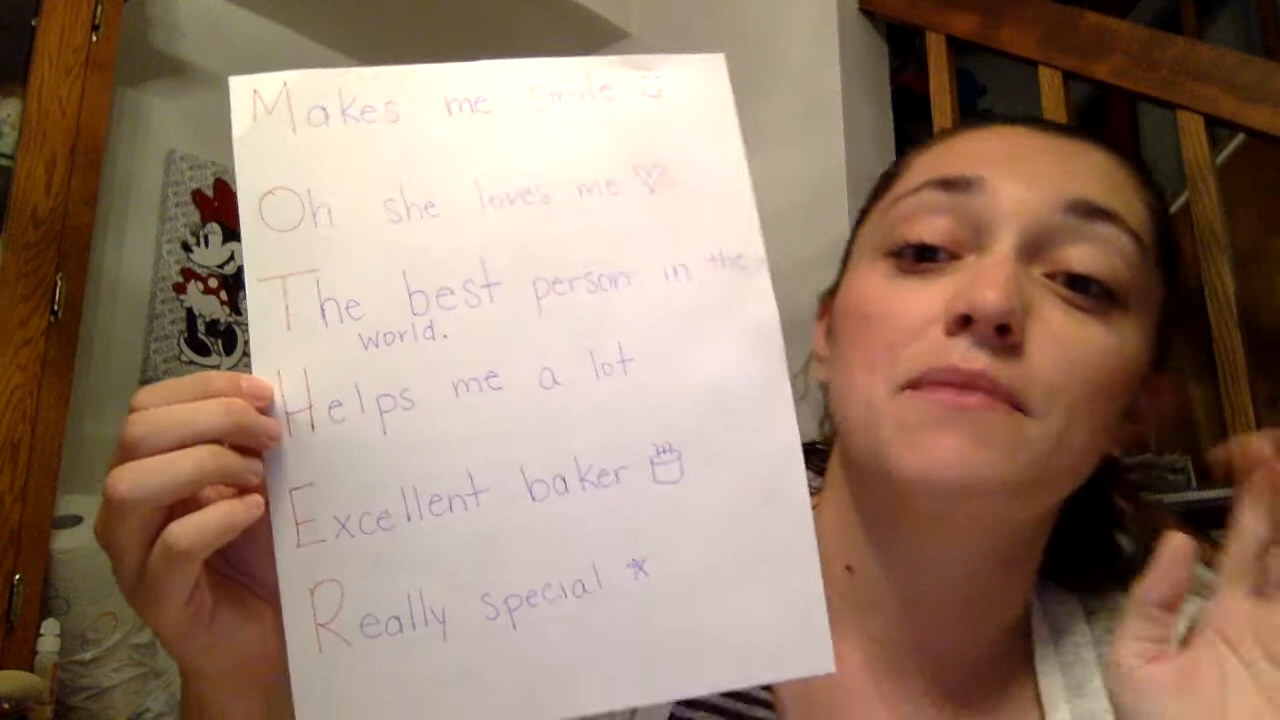 Makes me smile
Oh she loves me
The best person in the
world.
Helps me a lot
Excellent baker
Really special